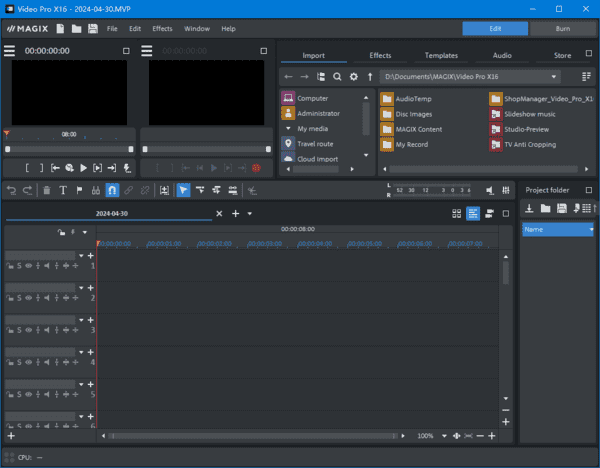 Video Pro X16 - 2024-04-30.MVP
MAGIX File Edit Effects Window Help Edit Burn
00:00:00:00 00:00:00:00
08:00
Import Effects Templates Audio Store
D:\Documents\MAGIX\Video Pro X16
Computer
Administrator
My media
Travel route
Cloud Import
AudioTemp
Disc Images
MAGIX Content
My Record
ShopManager_Video_Pro_X1
Slideshow music
Studio-Preview
TV Anti Cropping
L
R
52 30 12 3 0 3 6
Project folder
2024-04-30
Name
00:00:08:00
00:00:00:00 00:00:01:00 00:00:02:00 00:00:03:00 00:00:04:00 00:00:05:00 00:00:06:00 00:00:07:00
S 1
S 2
S 3
S 4
S 5
S 6
100%
CPU: —